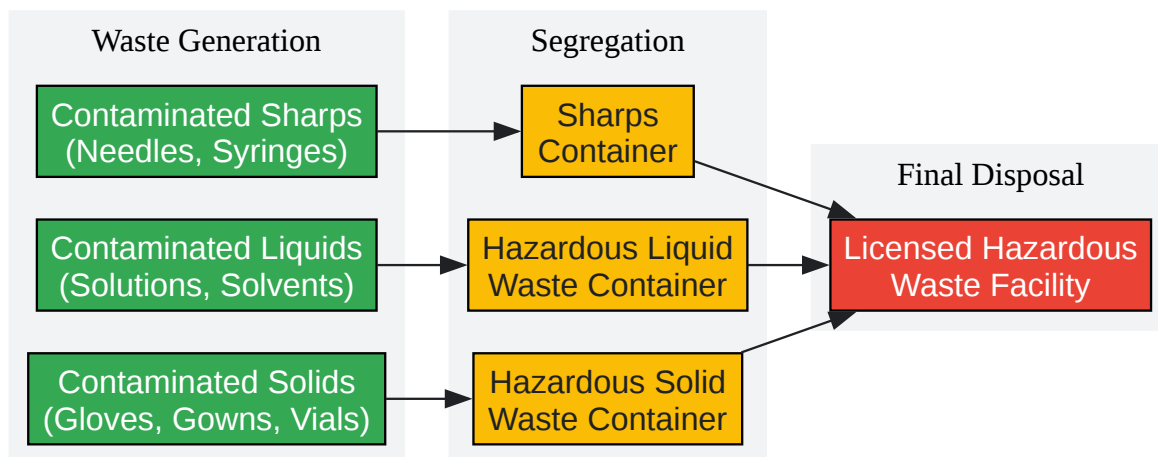 Waste Generation
Contaminated Sharps
(Needles, Syringes)
Contaminated Liquids
(Solutions, Solvents)
Contaminated Solids
(Gloves, Gowns, Vials)
Segregation
Sharps
Container
Hazardous Liquid
Waste Container
Hazardous Solid
Waste Container
Final Disposal
Licensed Hazardous
Waste Facility